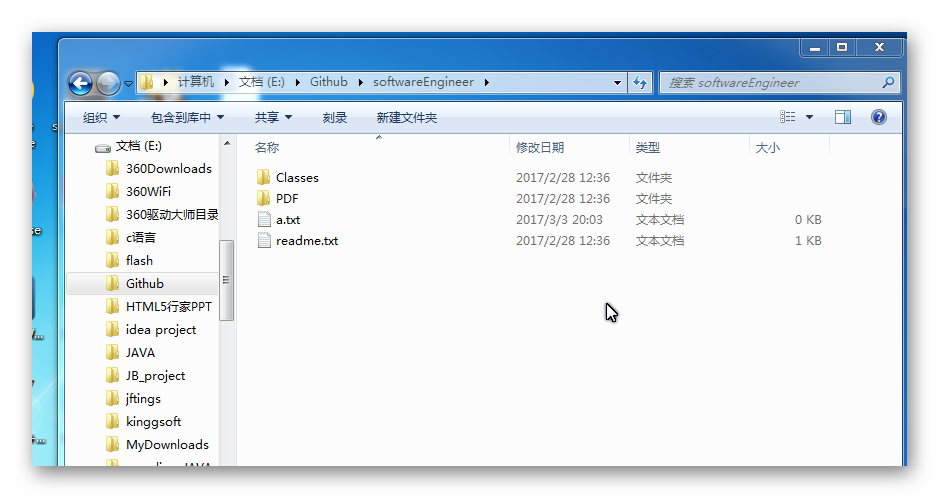 计算机 文档 (E:) Github softwareEngineer
搜索 softwareEngineer
组织 包含到库中 共享 刻录 新建文件夹
文档 (E:)
360Downloads
360WiFi
360驱动大师目录
c语言
flash
Github
HTML5行家PPT
idea project
JAVA
JB_project
jftings
kinggsoft
MyDownloads
名称 修改日期 类型 大小
Classes 2017/2/28 12:36 文件夹
PDF 2017/2/28 12:36 文件夹
a.txt 2017/3/3 20:03 文本文档 0 KB
readme.txt 2017/2/28 12:36 文本文档 1 KB